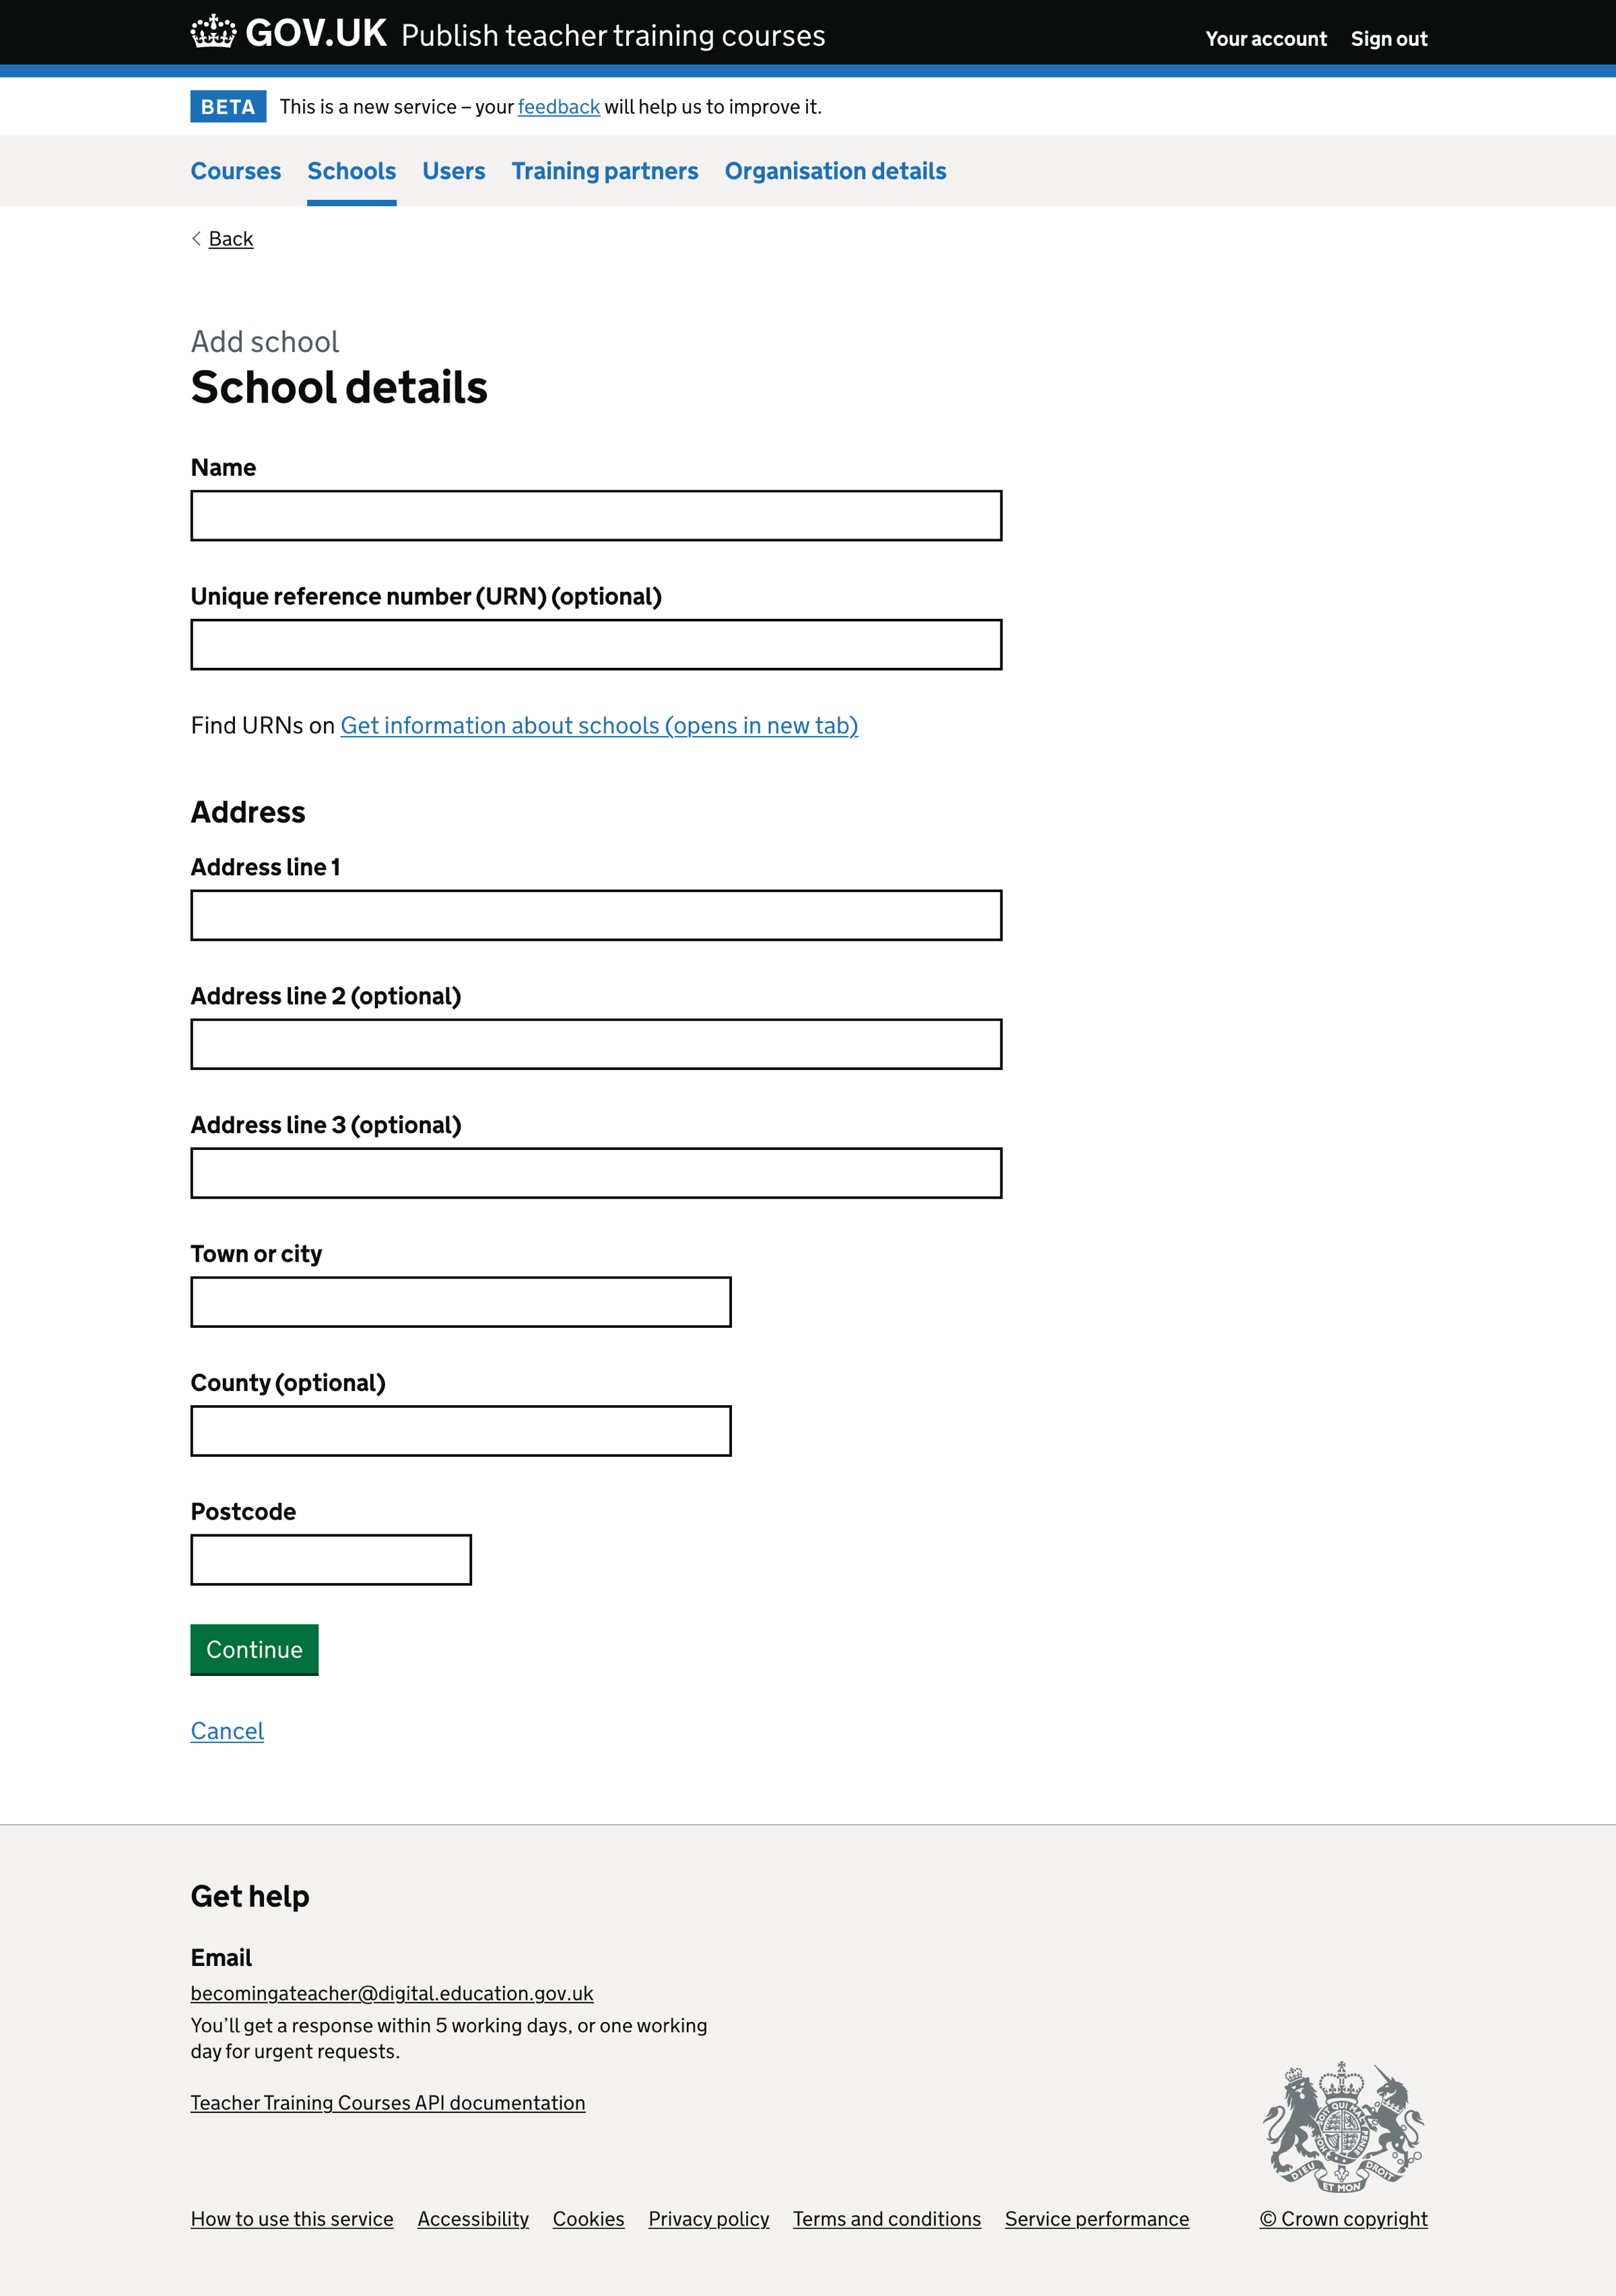 GOV.UK Publish teacher training courses Your account Sign out
BETA This is a new service – your feedback will help us to improve it.
Courses Schools Users Training partners Organisation details
Back
Add school
School details
Name
Unique reference number (URN) (optional)
Find URNs on Get information about schools (opens in new tab)
Address
Address line 1
Address line 2 (optional)
Address line 3 (optional)
Town or city
County (optional)
Postcode
Continue
Cancel
Get help
Email
becomingateacher@digital.education.gov.uk
You’ll get a response within 5 working days, or one working
day for urgent requests.
Teacher Training Courses API documentation
DIEU ET MON DROIT
How to use this service Accessibility Cookies Privacy policy Terms and conditions Service performance © Crown copyright